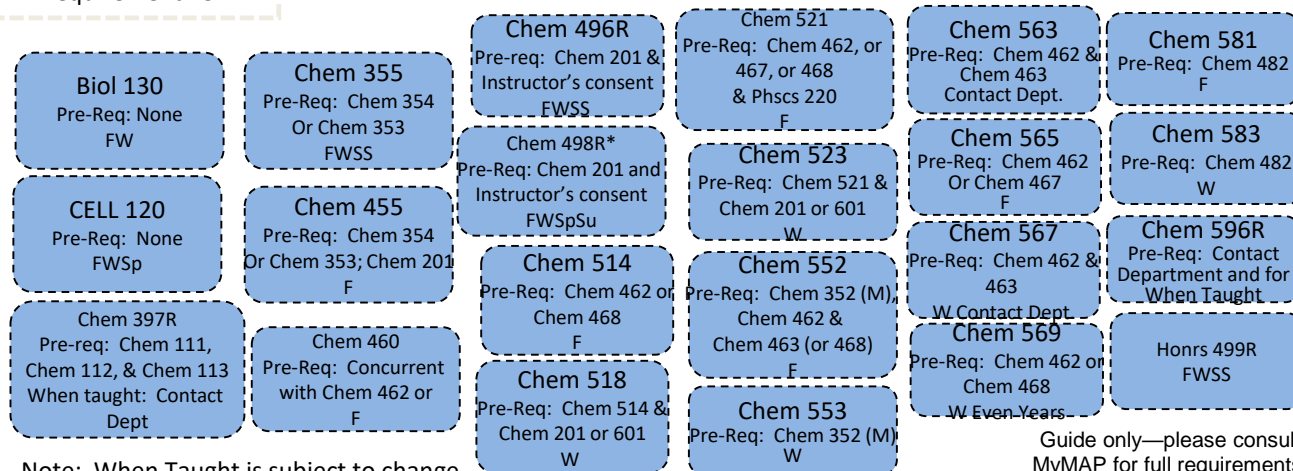 Biol 130
Pre-Req: None
FW
CELL 120
Pre-Req: None
FWSp
Chem 397R
Pre-req: Chem 111,
Chem 112, & Chem 113
When taught: Contact
Dept
Chem 355
Pre-Req: Chem 354
Or Chem 353
FWSS
Chem 455
Pre-Req: Chem 354
Or Chem 353; Chem 201
F
Chem 460
Pre-Req: Concurrent
with Chem 462 or
F
Chem 496R
Pre-req: Chem 201 &
Instructor's consent
FWSS
Chem 498R*
Pre-Req: Chem 201 and
Instructor's consent
FWSpSu
Chem 514
Pre-Req: Chem 462 or
Chem 468
F
Chem 518
Pre-Req: Chem 514 &
Chem 201 or 601
W
Chem 521
Pre-Req: Chem 462, or
467, or 468
& Phscs 220
F
Chem 523
Pre-Req: Chem 521 &
Chem 201 or 601
W
Chem 552
Pre-Req: Chem 352 (M),
Chem 462 &
Chem 463 (or 468)
F
Chem 553
Pre-Req: Chem 352 (M)
W
Chem 563
Pre-Req: Chem 462 &
Chem 463
Contact Dept.
Chem 565
Pre-Req: Chem 462
Or Chem 467
F
Chem 567
Pre-Req: Chem 462 &
463
W Contact Dept.
Chem 569
Pre-Req: Chem 462 or
Chem 468
W Even Years
Chem 581
Pre-Req: Chem 482
F
Chem 583
Pre-Req: Chem 482
W
Chem 596R
Pre-Req: Contact
Department and for
When Taught
Honrs 499R
FWSS
Note: When Taught is subject to change
Guide only—please consul
MyMAP for full requirements